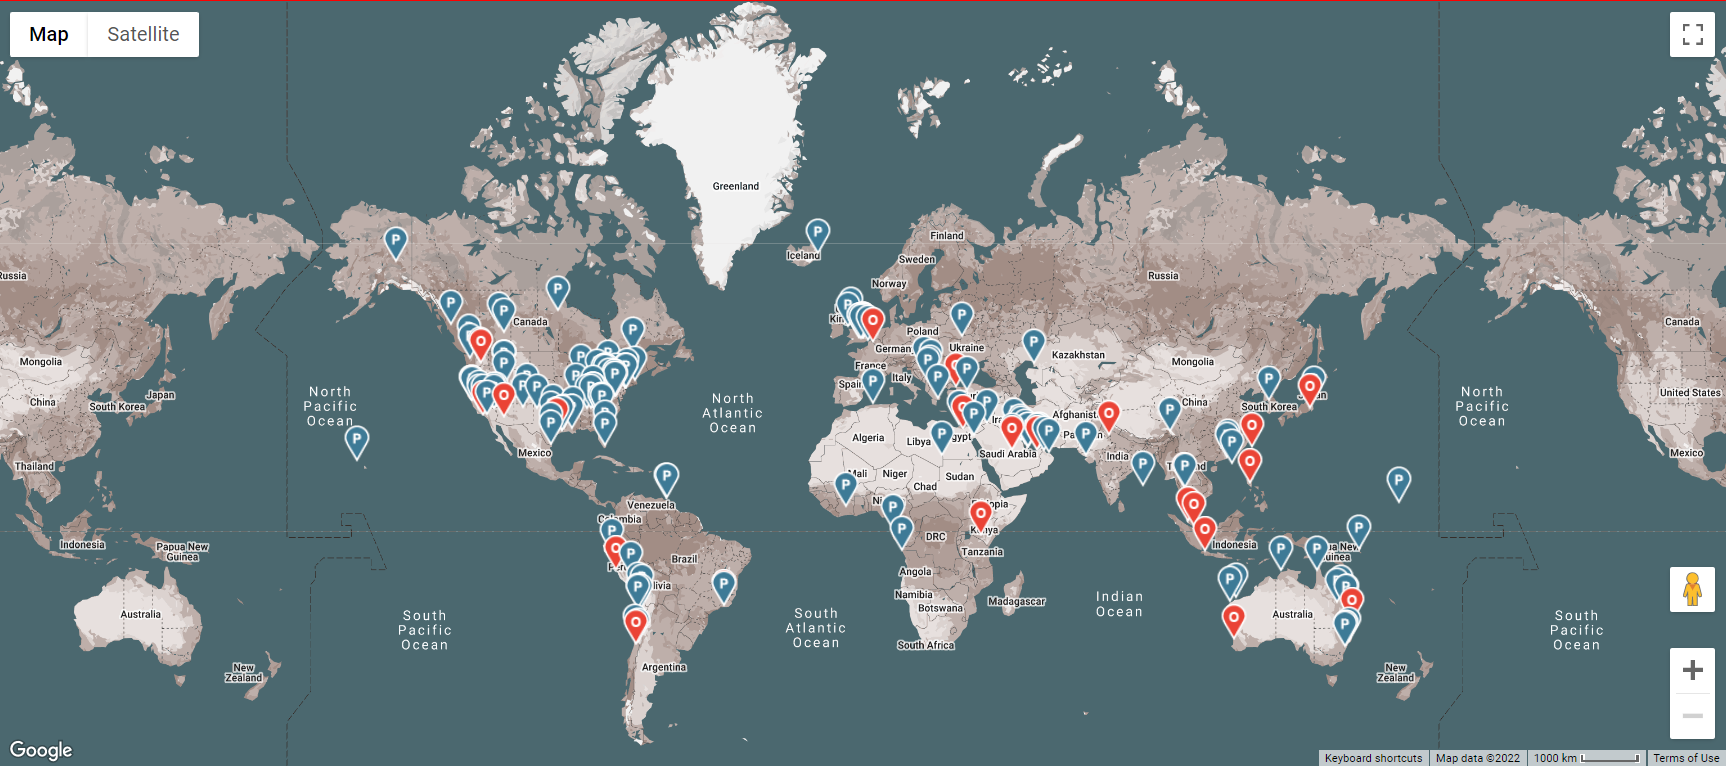 Map
Satellite
Greenland
Iceland
Finland
Sweden
Norway
Russia
Russia
Canada
Canada
Poland
Ukraine
German
France
Italy
Spain
Kazakhstan
Mongolia
Mongolia
China
China
South Korea
South Korea
Japan
Afghanist
United States
North
Pacific
Ocean
North
Atlantic
Ocean
North
Pacific
Ocean
Algeria
Libya
Saudi Arabia
India
Thailand
Mexico
Mexico
Mali
Niger
Chad
Sudan
Venezuela
Colombia
Kenya
DRC
Tanzania
Brazil
Indonesia
Indonesia
Papua New
Guinea
Angola
Namibia
Botswana
Madagascar
South Africa
Indian
Ocean
Australia
Australia
South
Pacific
Ocean
South
Atlantic
Ocean
South
Pacific
Ocean
Argentina
New
Zealand
New
Zealand
Google
Keyboard shortcuts
Map data ©2022
1000 km
Terms of Use